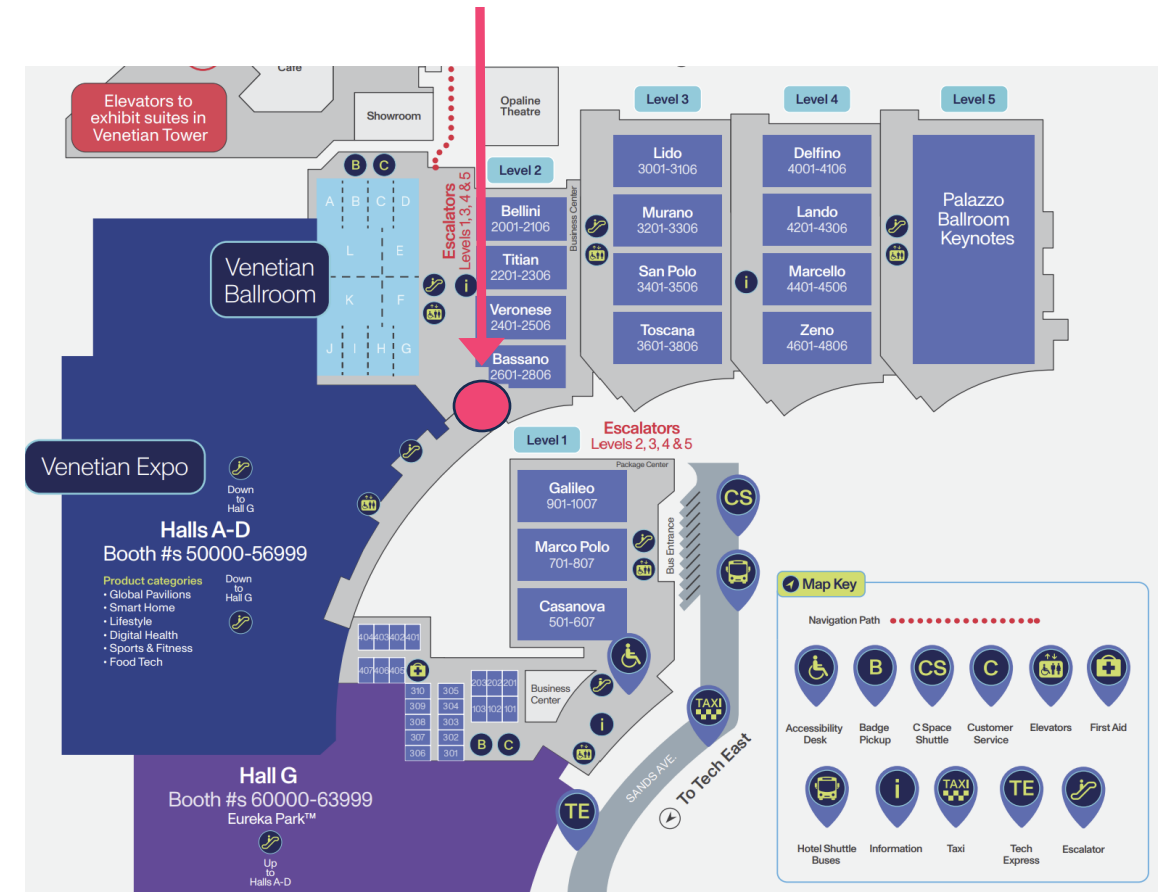 Cafe
Elevators to
exhibit suites in
Venetian Tower
Showroom
Opaline
Theatre
Level 2
Level 3
Level 4
Level 5
B
C
A
B
C
D
L
E
K
F
J
I
H
G
Venetian
Ballroom
Escalators
Levels 1, 3, 4 & 5
i
Bellini
2001-2106
Titian
2201-2306
Veronese
2401-2506
Bassano
2601-2806
Business Center
Lido
3001-3106
Murano
3201-3306
San Polo
3401-3506
Toscana
3601-3806
i
Delfino
4001-4106
Lando
4201-4306
Marcello
4401-4506
Zeno
4601-4806
Palazzo
Ballroom
Keynotes
Venetian Expo
Down
to
Hall G
Halls A-D
Booth #s 50000-56999
Product categories
• Global Pavilions
• Smart Home
• Lifestyle
• Digital Health
• Sports & Fitness
• Food Tech
Down
to
Hall G
Level 1
Escalators
Levels 2, 3, 4 & 5
Package Center
Galileo
901-1007
Marco Polo
701-807
Casanova
501-607
Bus Entrance
CS
404 403 402 401
407 406 405
310
309
308
307
306
305
304
303
302
301
203 202 201
103 102 101
Business
Center
B
C
i
TAXI
SANDS AVE.
To Tech East
TE
Hall G
Booth #s 60000-63999
Eureka Park™
Up
to
Halls A-D
Map Key
Navigation Path
B
CS
C
Accessibility
Desk
Badge
Pickup
C Space
Shuttle
Customer
Service
Elevators
First Aid
i
TAXI
TE
Hotel Shuttle
Buses
Information
Taxi
Tech
Express
Escalator